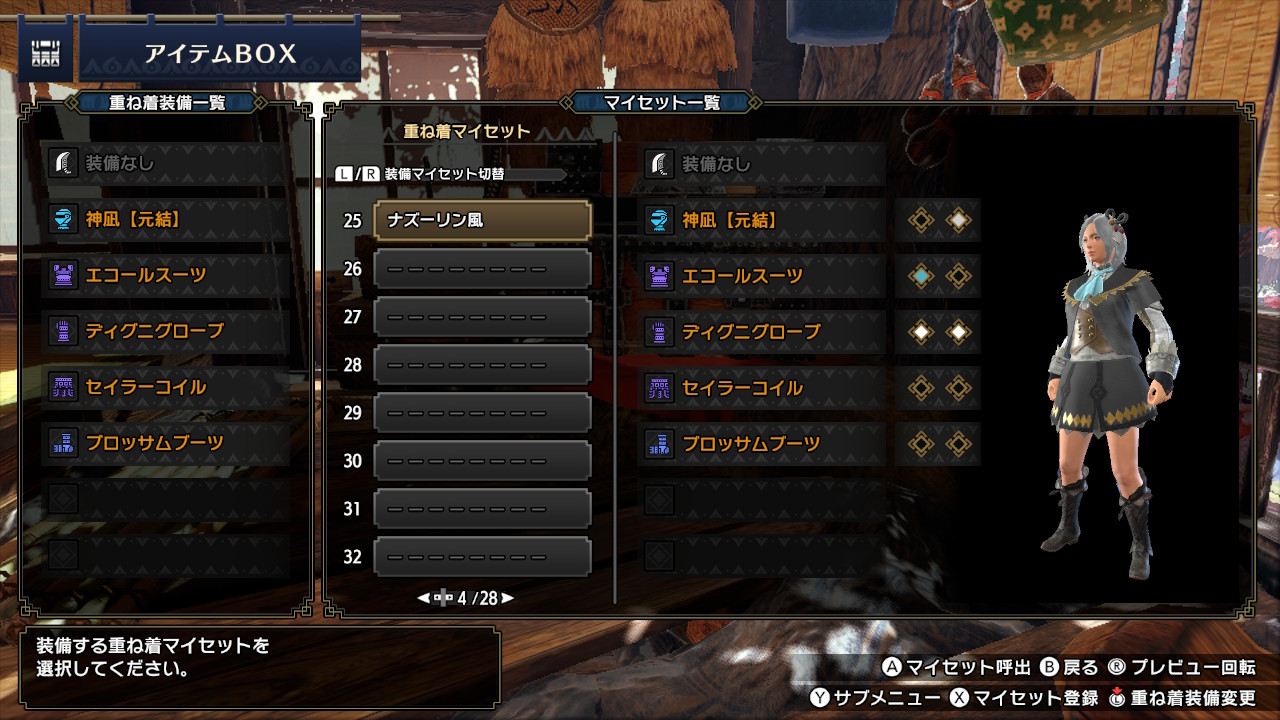 アイテムBOX
重ね着装備一覧
装備なし
神凪【元結】
エコールスーツ
ディグニグローブ
セイラーコイル
ブロッサムブーツ
マイセット一覧
重ね着マイセット
L/R 装備マイセット切替
25 ナズーリン風
26 --------
27 --------
28 --------
29 --------
30 --------
31 --------
32 --------
4/28
装備なし
神凪【元結】
エコールスーツ
ディグニグローブ
セイラーコイル
ブロッサムブーツ
装備する重ね着マイセットを
選択してください。
Aマイセット呼出 B戻る Rプレビュー回転
Yサブメニュー Xマイセット登録 L重ね着装備変更